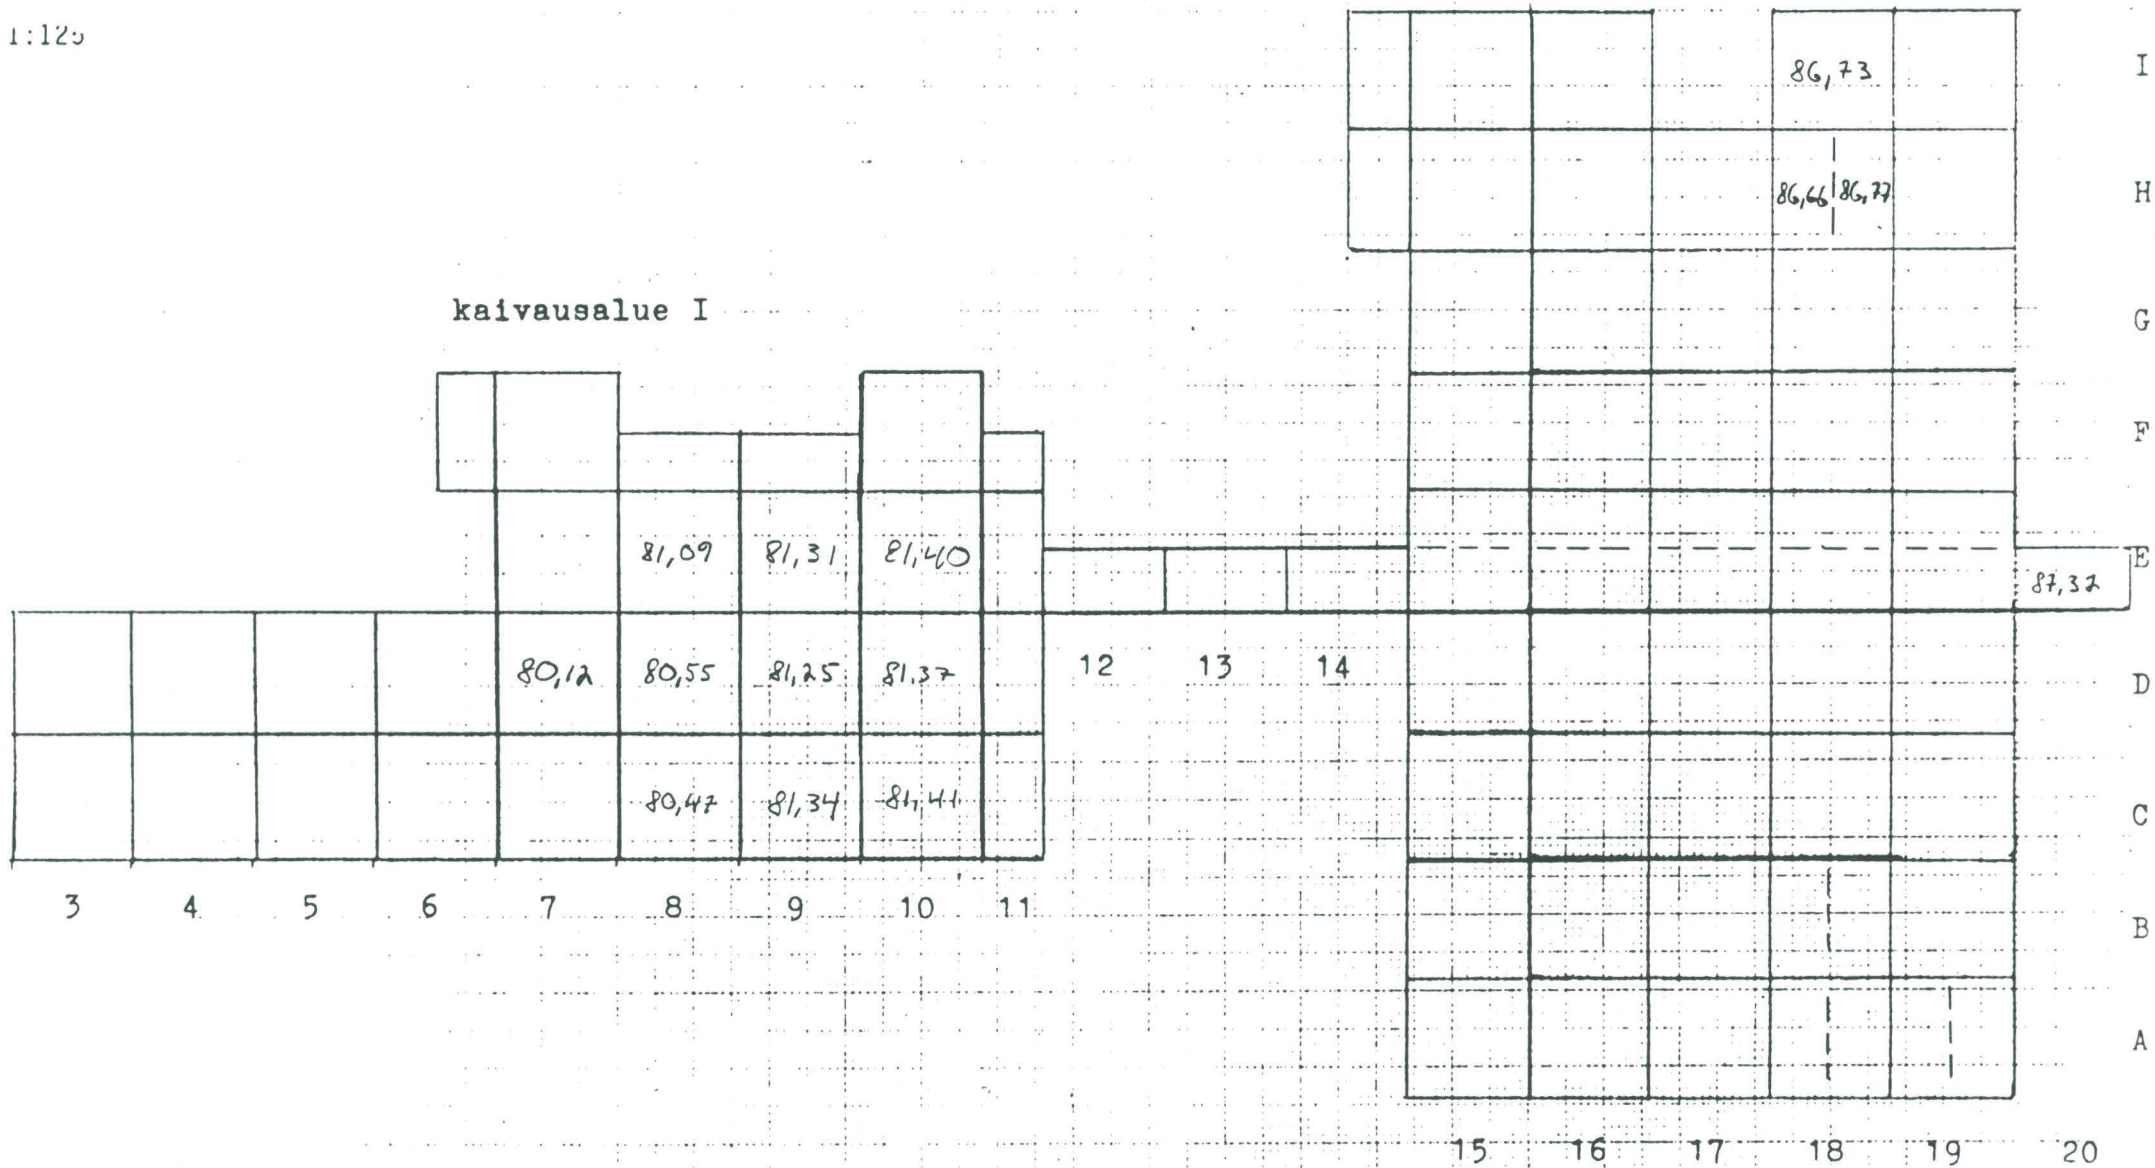 1:125
I
86,73
H
86,66 86,77
G
kaivausalue I
F
81,09 81,31 81,40
E
87,32
80,12 80,55 81,25 81.37
12 13 14
D
80,47 81,34 81,41
C
3 4 5 6 7 8 9 10 11
B
A
15 16 17 18 19 20